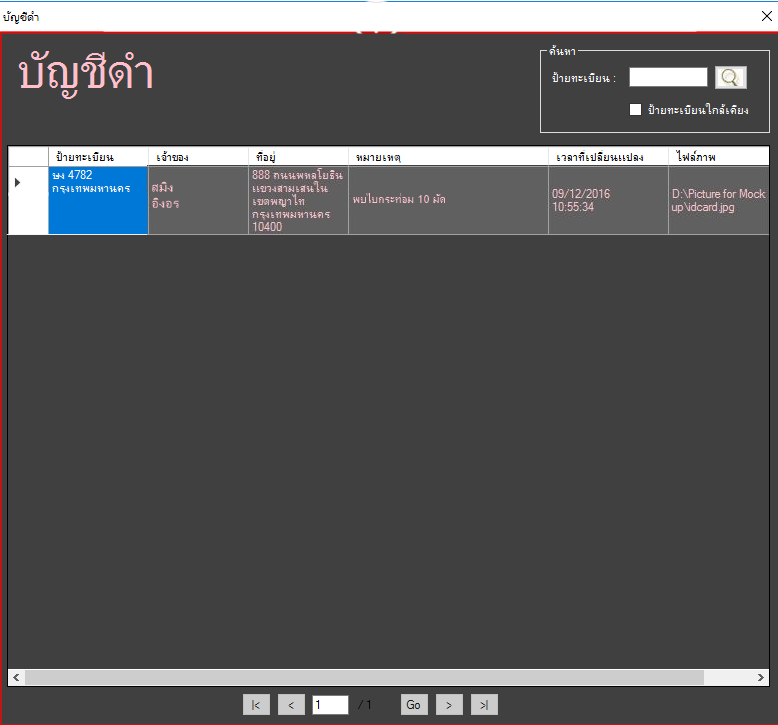 บัญชีดำ
บัญชีดำ
ค้นหา
ป้ายทะเบียน :
ป้ายทะเบียนใกล้เคียง
ป้ายทะเบียน เจ้าของ ที่อยู่ หมายเหตุ เวลาที่เปลี่ยนแปลง ไฟล์ภาพ
ษง 4782
กรุงเทพมหานคร
สมิง
อิงอร
888 ถนนพหลโยธิน
แขวงสามเสนใน
เขตพญาไท
กรุงเทพมหานคร
10400
พบใบกระท่อม 10 มัด
09/12/2016
10:55:34
D:\Picture for Mock
up\idcard.jpg
|< < 1 / 1 Go > >|